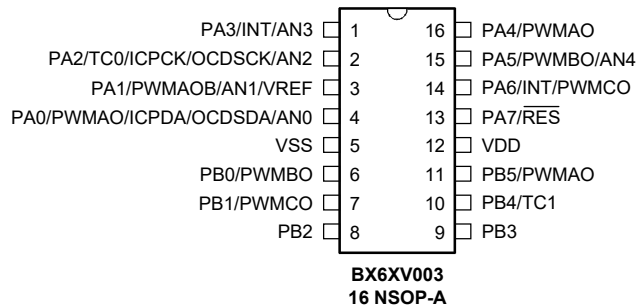 PA3/INT/AN3 1 16 PA4/PWMAO
PA2/TC0/ICPCK/OCDSCK/AN2 2 15 PA5/PWMBO/AN4
PA1/PWMAOB/AN1/VREF 3 14 PA6/INT/PWMCO
PA0/PWMAO/ICPDA/OCDSDA/AN0 4 13 PA7/RES
VSS 5 12 VDD
PB0/PWMBO 6 11 PB5/PWMAO
PB1/PWMCO 7 10 PB4/TC1
PB2 8 9 PB3
BX6XV003
16 NSOP-A